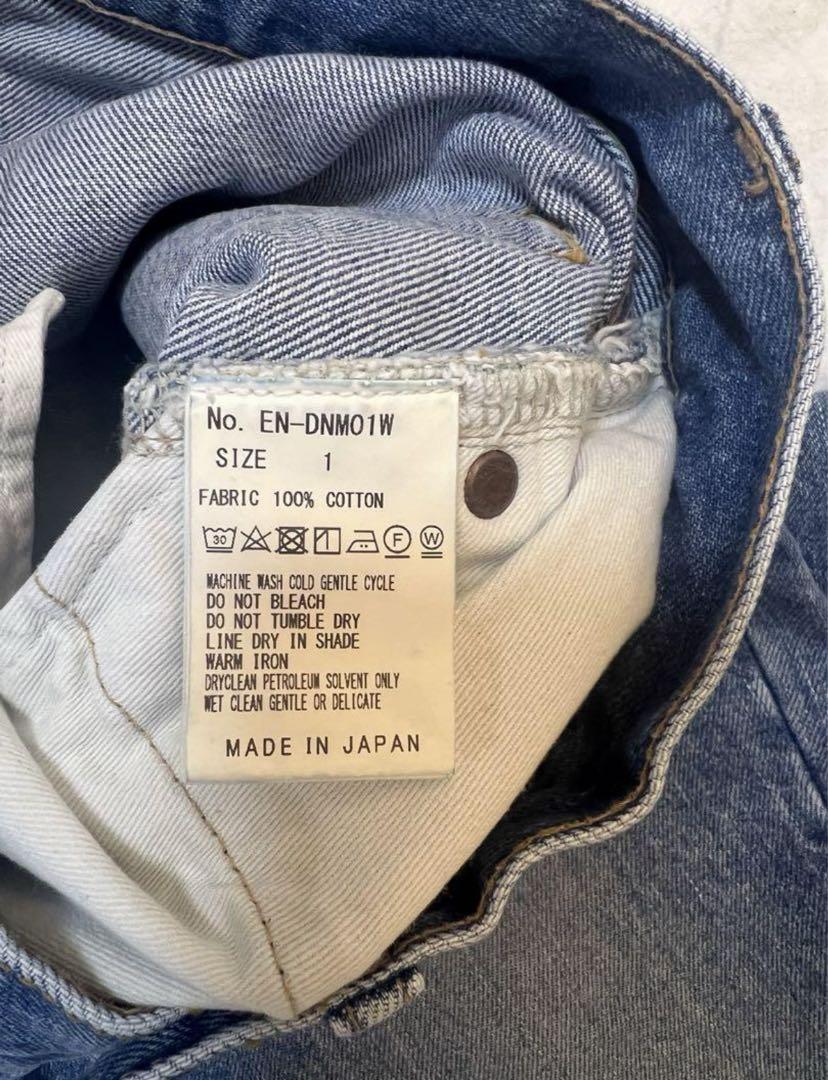 No. EN-DNM01W
SIZE 1
FABRIC 100% COTTON
30 F W
MACHINE WASH COLD GENTLE CYCLE
DO NOT BLEACH
DO NOT TUMBLE DRY
LINE DRY IN SHADE
WARM IRON
DRYCLEAN PETROLEUM SOLVENT ONLY
WET CLEAN GENTLE OR DELICATE
MADE IN JAPAN